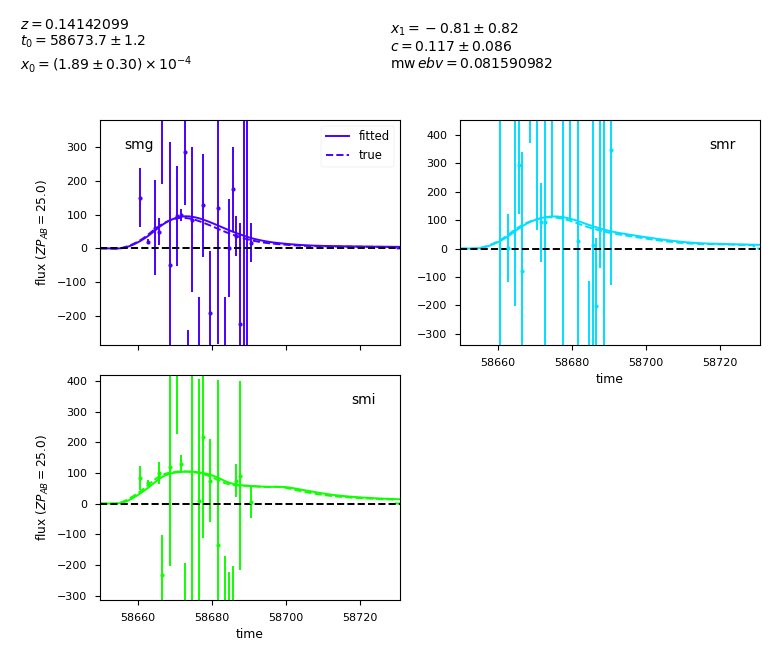 z = 0.14142099
t₀ = 58673.7 ± 1.2
x₀ = (1.89 ± 0.30) × 10⁻⁴
x₁ = −0.81 ± 0.82
c = 0.117 ± 0.086
mwebv = 0.081590982
smg
fitted
true
300
200
100
0
−100
−200
flux (ZP_AB = 25.0)
smr
400
300
200
100
0
−100
−200
−300
58660 58680 58700 58720
time
smi
400
300
200
100
0
−100
−200
−300
flux (ZP_AB = 25.0)
58660 58680 58700 58720
time